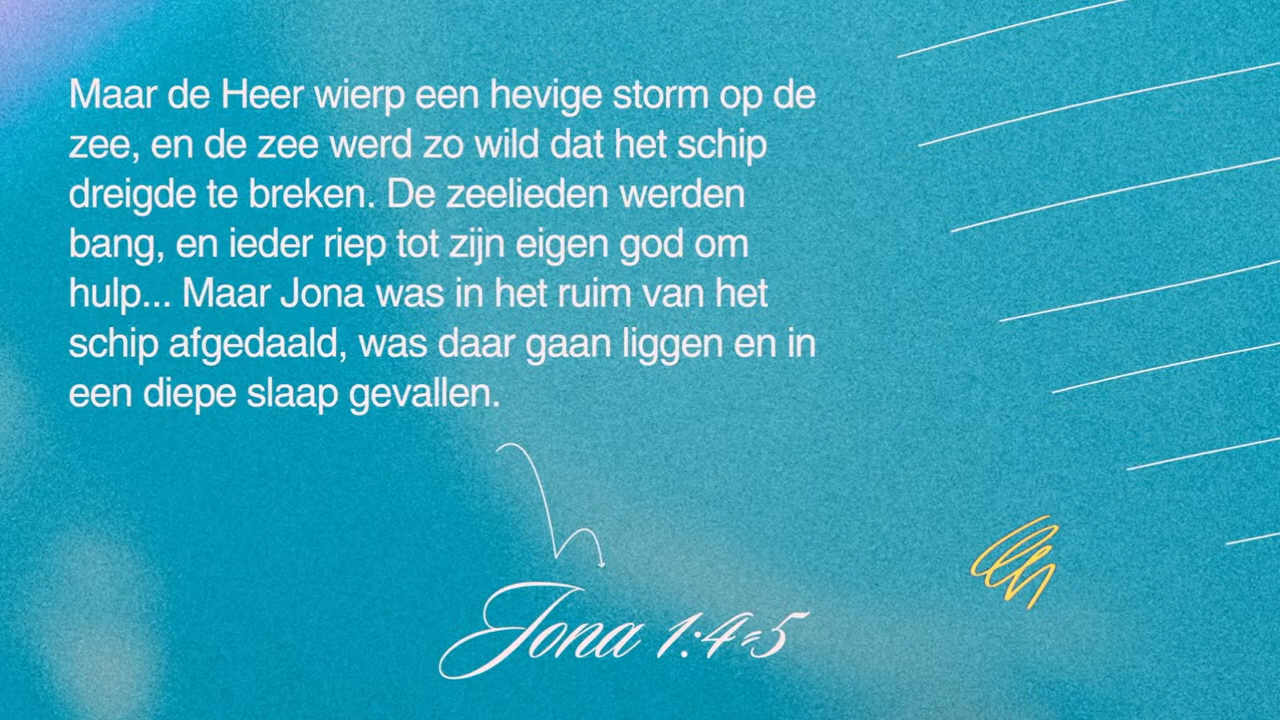 Maar de Heer wierp een hevige storm op de
zee, en de zee werd zo wild dat het schip
dreigde te breken. De zeelieden werden
bang, en ieder riep tot zijn eigen god om
hulp... Maar Jona was in het ruim van het
schip afgedaald, was daar gaan liggen en in
een diepe slaap gevallen.
Jona 1:4-5